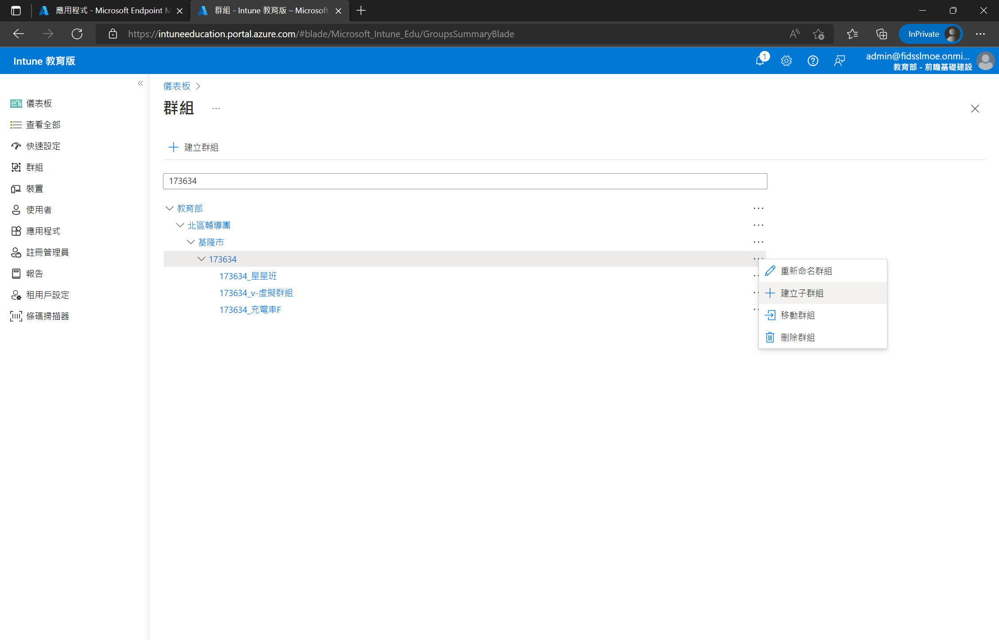 應用程式 - Microsoft Endpoint M
群組 - Intune 教育版 – Microsoft
https://intuneeducation.portal.azure.com/#blade/Microsoft_Intune_Edu/GroupsSummaryBlade
InPrivate
Intune 教育版
1
admin@fidsslmoe.onmi...
教育部 - 前瞻基礎建設
儀表板
查看全部
快速設定
群組
裝置
使用者
應用程式
註冊管理員
報告
租用戶設定
條碼掃描器
儀表板
群組
建立群組
173634
教育部
北區輔導團
基隆市
173634
173634_星星班
173634_v-虛擬群組
173634_充電車F
重新命名群組
建立子群組
移動群組
刪除群組